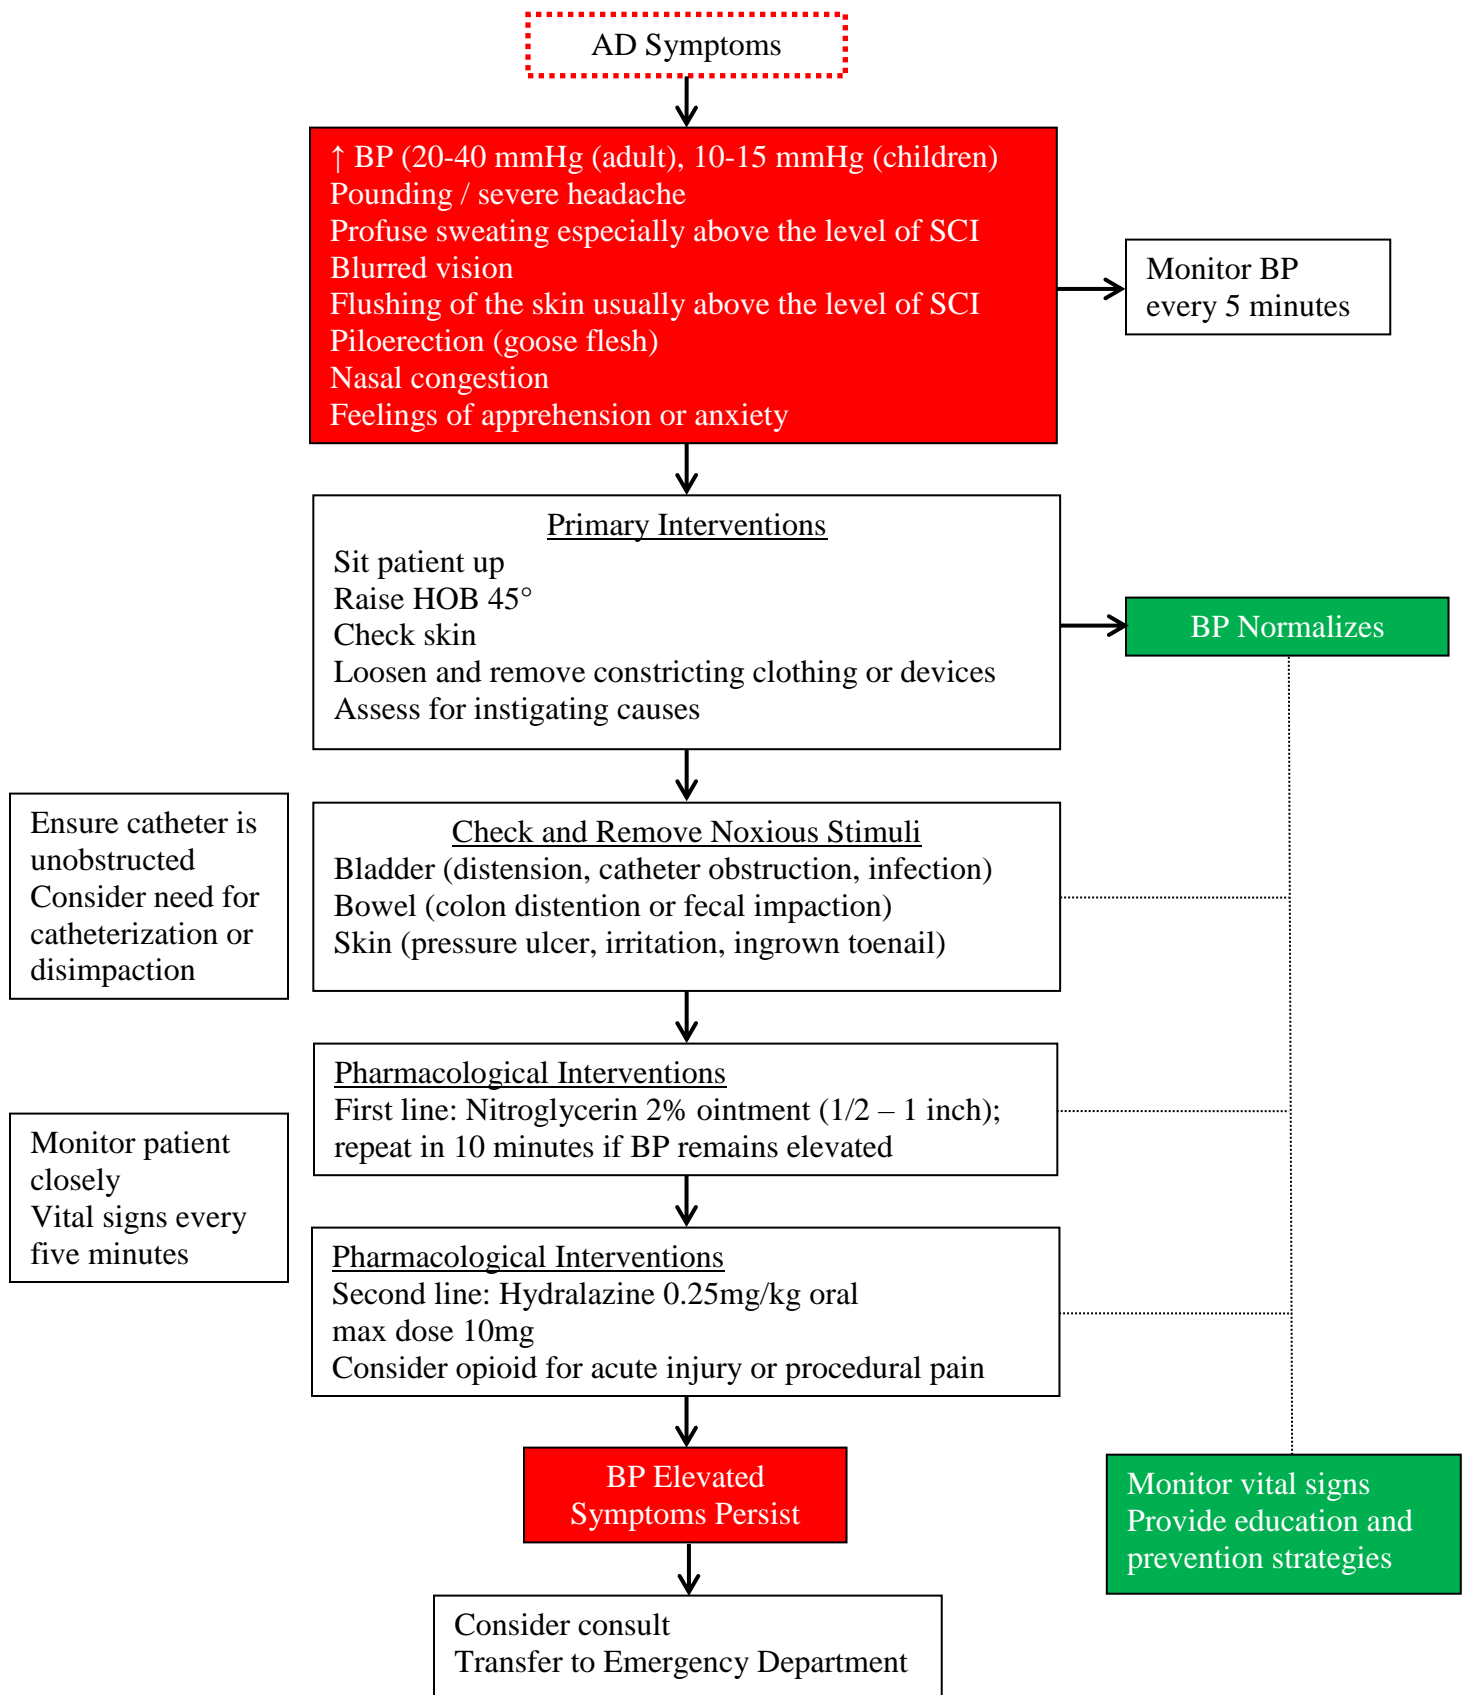 AD Symptoms
↑ BP (20-40 mmHg (adult), 10-15 mmHg (children)
Pounding / severe headache
Profuse sweating especially above the level of SCI
Blurred vision
Flushing of the skin usually above the level of SCI
Piloerection (goose flesh)
Nasal congestion
Feelings of apprehension or anxiety
Monitor BP
every 5 minutes
Primary Interventions
Sit patient up
Raise HOB 45°
Check skin
Loosen and remove constricting clothing or devices
Assess for instigating causes
BP Normalizes
Ensure catheter is
unobstructed
Consider need for
catheterization or
disimpaction
Check and Remove Noxious Stimuli
Bladder (distension, catheter obstruction, infection)
Bowel (colon distention or fecal impaction)
Skin (pressure ulcer, irritation, ingrown toenail)
Pharmacological Interventions
First line: Nitroglycerin 2% ointment (1/2 – 1 inch);
repeat in 10 minutes if BP remains elevated
Monitor patient
closely
Vital signs every
five minutes
Pharmacological Interventions
Second line: Hydralazine 0.25mg/kg oral
max dose 10mg
Consider opioid for acute injury or procedural pain
BP Elevated
Symptoms Persist
Monitor vital signs
Provide education and
prevention strategies
Consider consult
Transfer to Emergency Department